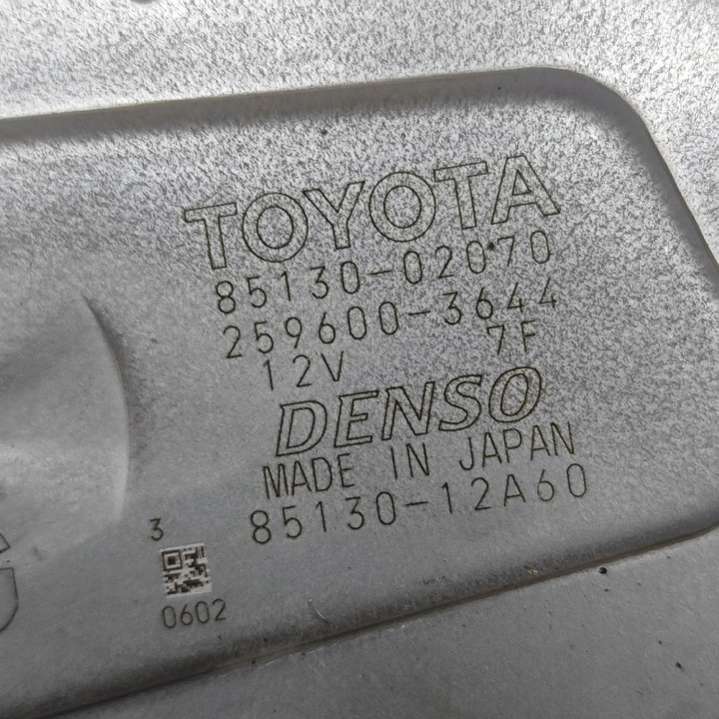 TOYOTA
85130-02070
259600-3644
12V 7F
DENSO
MADE IN JAPAN
85130-12A60
3
0602